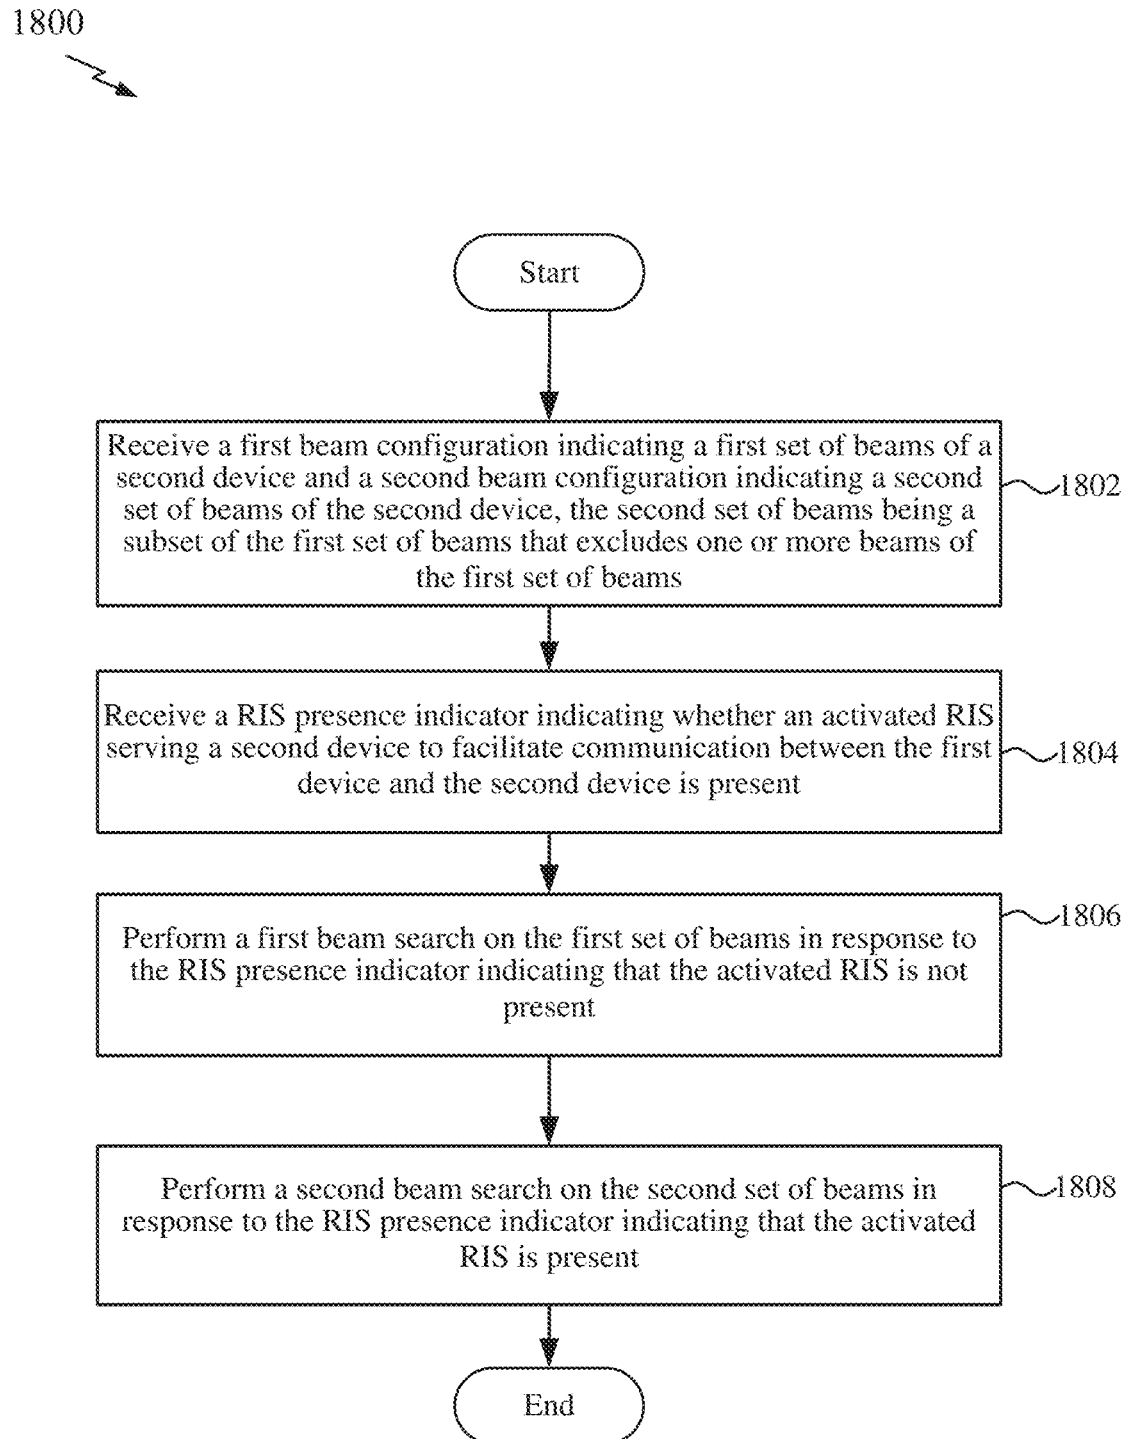 1800
Start
Receive a first beam configuration indicating a first set of beams of a
second device and a second beam configuration indicating a second
set of beams of the second device, the second set of beams being a
subset of the first set of beams that excludes one or more beams of
the first set of beams
1802
Receive a RIS presence indicator indicating whether an activated RIS
serving a second device to facilitate communication between the first
device and the second device is present
1804
Perform a first beam search on the first set of beams in response to
the RIS presence indicator indicating that the activated RIS is not
present
1806
Perform a second beam search on the second set of beams in
response to the RIS presence indicator indicating that the activated
RIS is present
1808
End